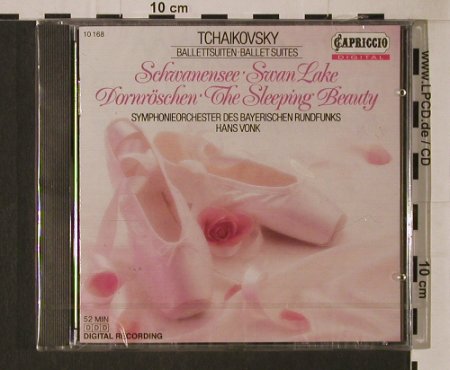 10 cm
10 168
TCHAIKOVSKY
BALLETTSUITEN · BALLET SUITES
CAPRICCIO
DIGITAL
Schwanensee · Swan Lake
Dornröschen · The Sleeping Beauty
SYMPHONIEORCHESTER DES BAYERISCHEN RUNDFUNKS
HANS VONK
52 MIN
DDD
DIGITAL RECORDING
www.LPCD.de / CD
10 cm